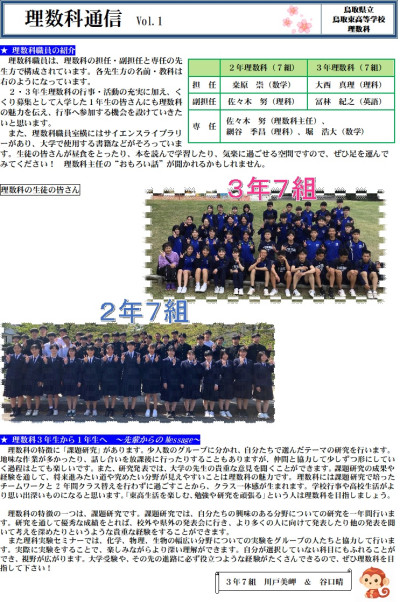 理数科通信 Vol.1
鳥取県立
鳥取東高等学校
理数科
★ 理数科職員の紹介
理数科職員は、理数科の担任・副担任と専任の先
生方で構成されています。各先生方の名前・教科は
右のようになっています。
２・３年生理数科の行事・活動の充実に加え、く
くり募集として入学した１年生の皆さんにも理数科
の魅力を伝え、行事へ参加する機会を設けていきた
いと思います。
また、理数科職員室横にはサイエンスライブラリ
ーがあり、大学で使用する書籍などがそろっていま
す。生徒の皆さんが昼食をとったり、本を読んで学習したり、気楽に過ごせる空間ですので、ぜひ足を運んで
みてください！ 理数科主任の“おもろい話”が聞かれるかもしれません。
２年理数科（７組） ３年理数科（７組）
担 任 桒原 崇（数学） 大西 真理（理科）
副担任 佐々木 努（理科） 冨林 紀之（英語）
専 任 佐々木 努（理数科主任）、
網谷 季昌（理科）、堀 浩大（数学）
理数科の生徒の皆さん
３年７組
２年７組
★ 理数科３年生から１年生へ ～先輩からの Message～
理数科の特徴に「課題研究」があります。少人数のグループに分かれ、自分たちで選んだテーマの研究を行います。
地味な作業が多かったり、話し合いを放課後に行ったりすることもありますが、仲間と協力して少しずつ形にしてい
く過程はとても楽しいです。また、研究発表では、大学の先生の貴重な意見を聞くことができます。課題研究の成果や
経験を通して、将来進みたい道や究めたい分野が見えやすいことは理数科の魅力です。理数科には課題研究で培った
チームワークと２年間クラス替えを行わずに過ごすことから、クラス一体感が生まれます。学校行事や高校生活がよ
り思い出深いものになると思います。「東高生活を楽しむ、勉強や研究を頑張る」という人は理数科を目指しましょう。
理数科の特徴の一つは、課題研究です。課題研究では、自分たちの興味のある分野についての研究を一年間行いま
す。研究を通して優秀な成績をとれば、校外や県外の発表会に行き、より多くの人に向けて発表したり他の発表を聞
いて考えを深めたりというような貴重な経験をすることができます。
また理科実験セミナーでは、化学、物理、生物の幅広い分野についての実験をグループの人たちと協力して行いま
す。実際に実験をすることで、楽しみながらより深い理解ができます。自分が選択していない科目にもふれることがで
き、視野が広がります。大学受験や、その先の進路に必ず役立つような経験がたくさんできるので、ぜひ理数科を目
指して下さい！
３年７組 川戸美岬 ＆ 谷口晴